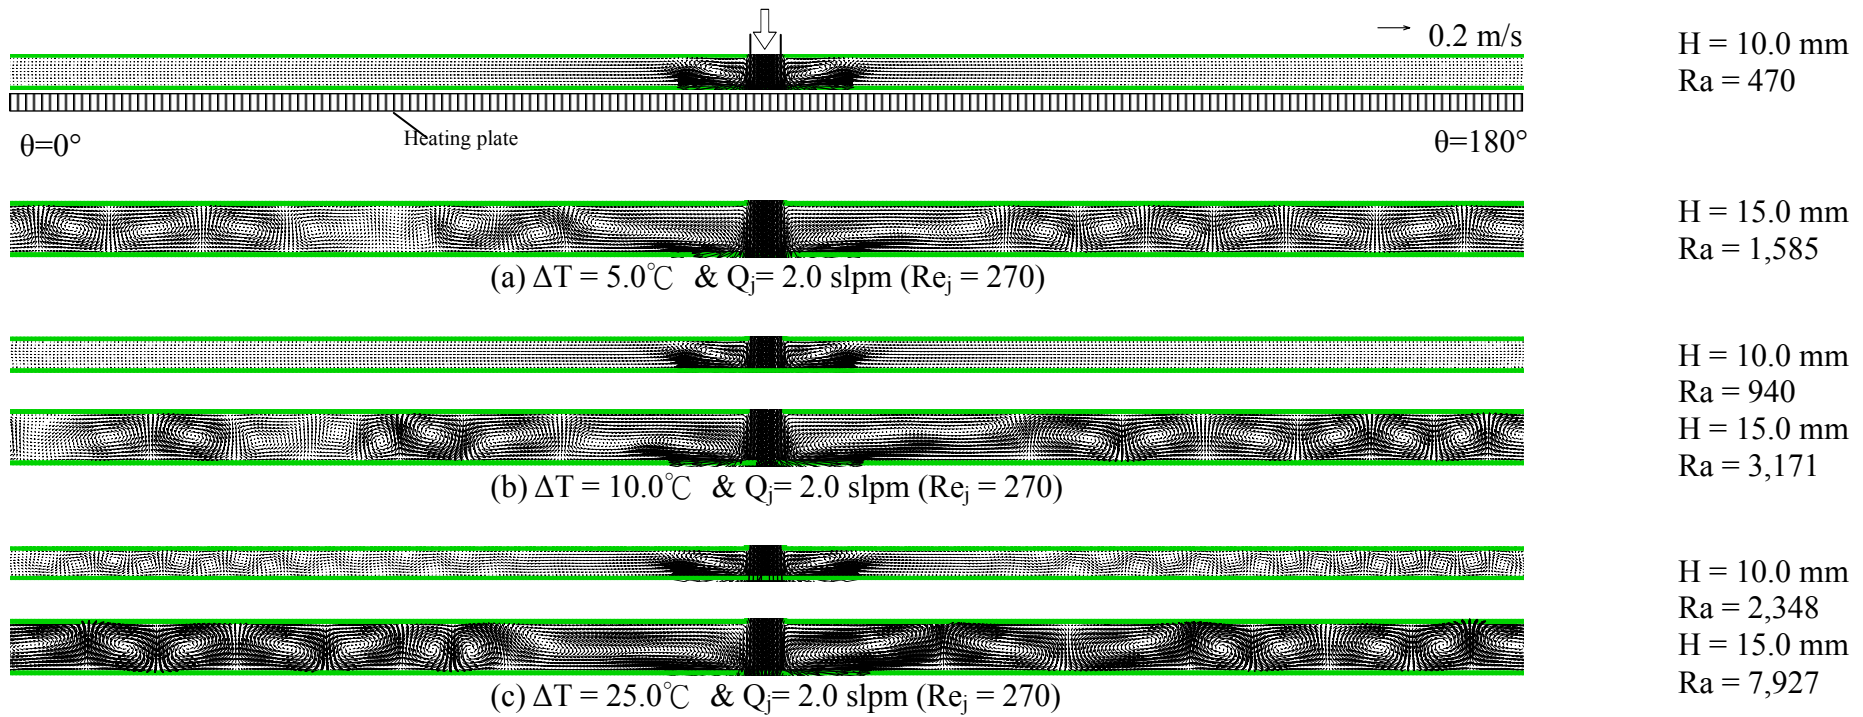 0.2 m/s
H = 10.0 mm
Ra = 470
Heating plate
θ=0°
θ=180°
H = 15.0 mm
Ra = 1,585
(a) ΔT = 5.0℃ & Qj= 2.0 slpm (Rej = 270)
H = 10.0 mm
Ra = 940
H = 15.0 mm
Ra = 3,171
(b) ΔT = 10.0℃ & Qj= 2.0 slpm (Rej = 270)
H = 10.0 mm
Ra = 2,348
H = 15.0 mm
Ra = 7,927
(c) ΔT = 25.0℃ & Qj= 2.0 slpm (Rej = 270)